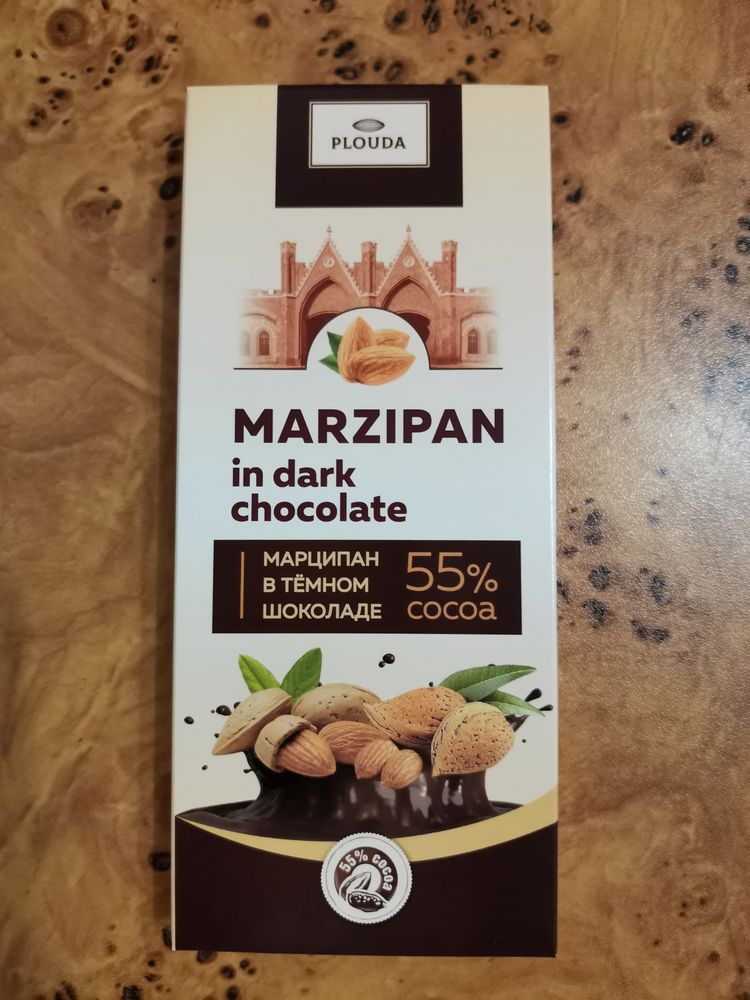 PLOUDA
MARZIPAN
in dark
chocolate
МАРЦИПАН
В ТЁМНОМ
ШОКОЛАДЕ
55%
cocoa
55% cocoa